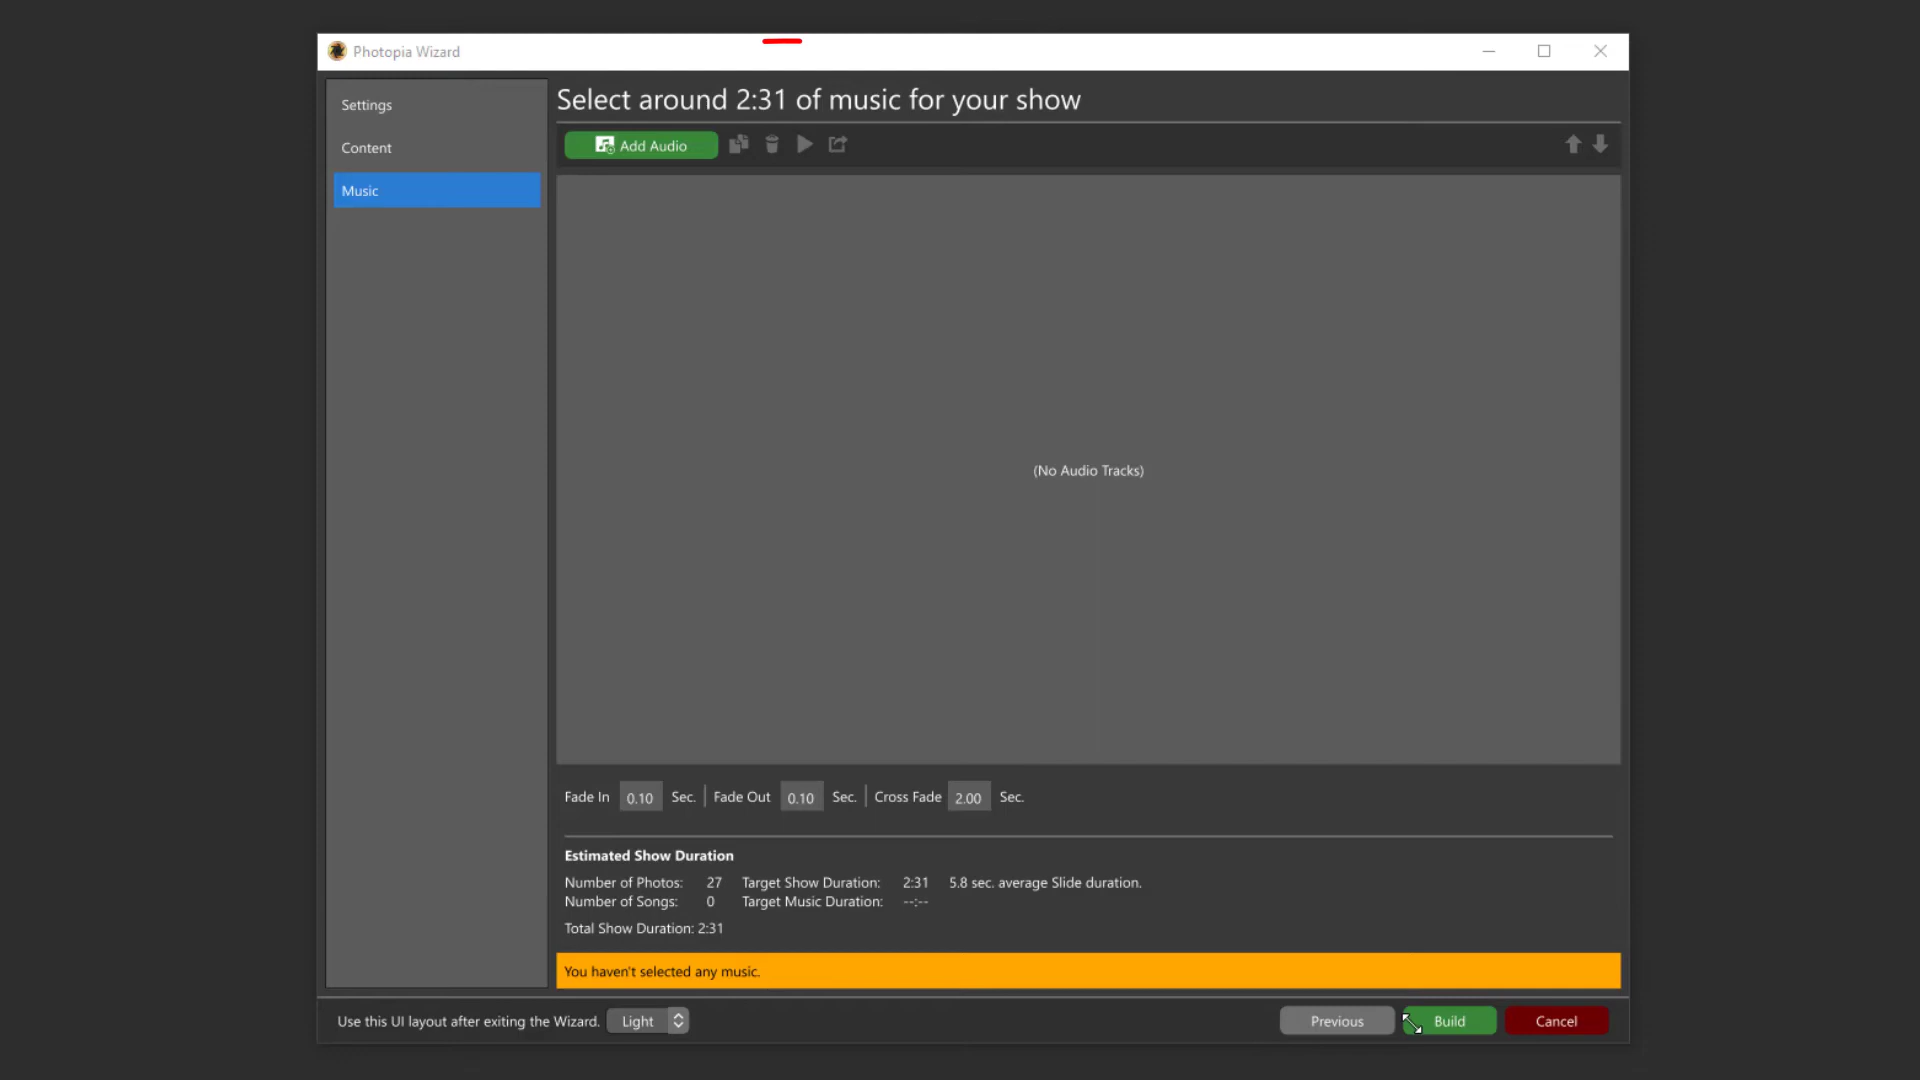 Photopia Wizard
Settings
Content
Music
Select around 2:31 of music for your show
Add Audio
(No Audio Tracks)
Fade In 0.10 Sec. Fade Out 0.10 Sec. Cross Fade 2.00 Sec.
Estimated Show Duration
Number of Photos: 27 Target Show Duration: 2:31 5.8 sec. average Slide duration.
Number of Songs: 0 Target Music Duration: --:--
Total Show Duration: 2:31
You haven't selected any music.
Use this UI layout after exiting the Wizard. Light Previous Build Cancel